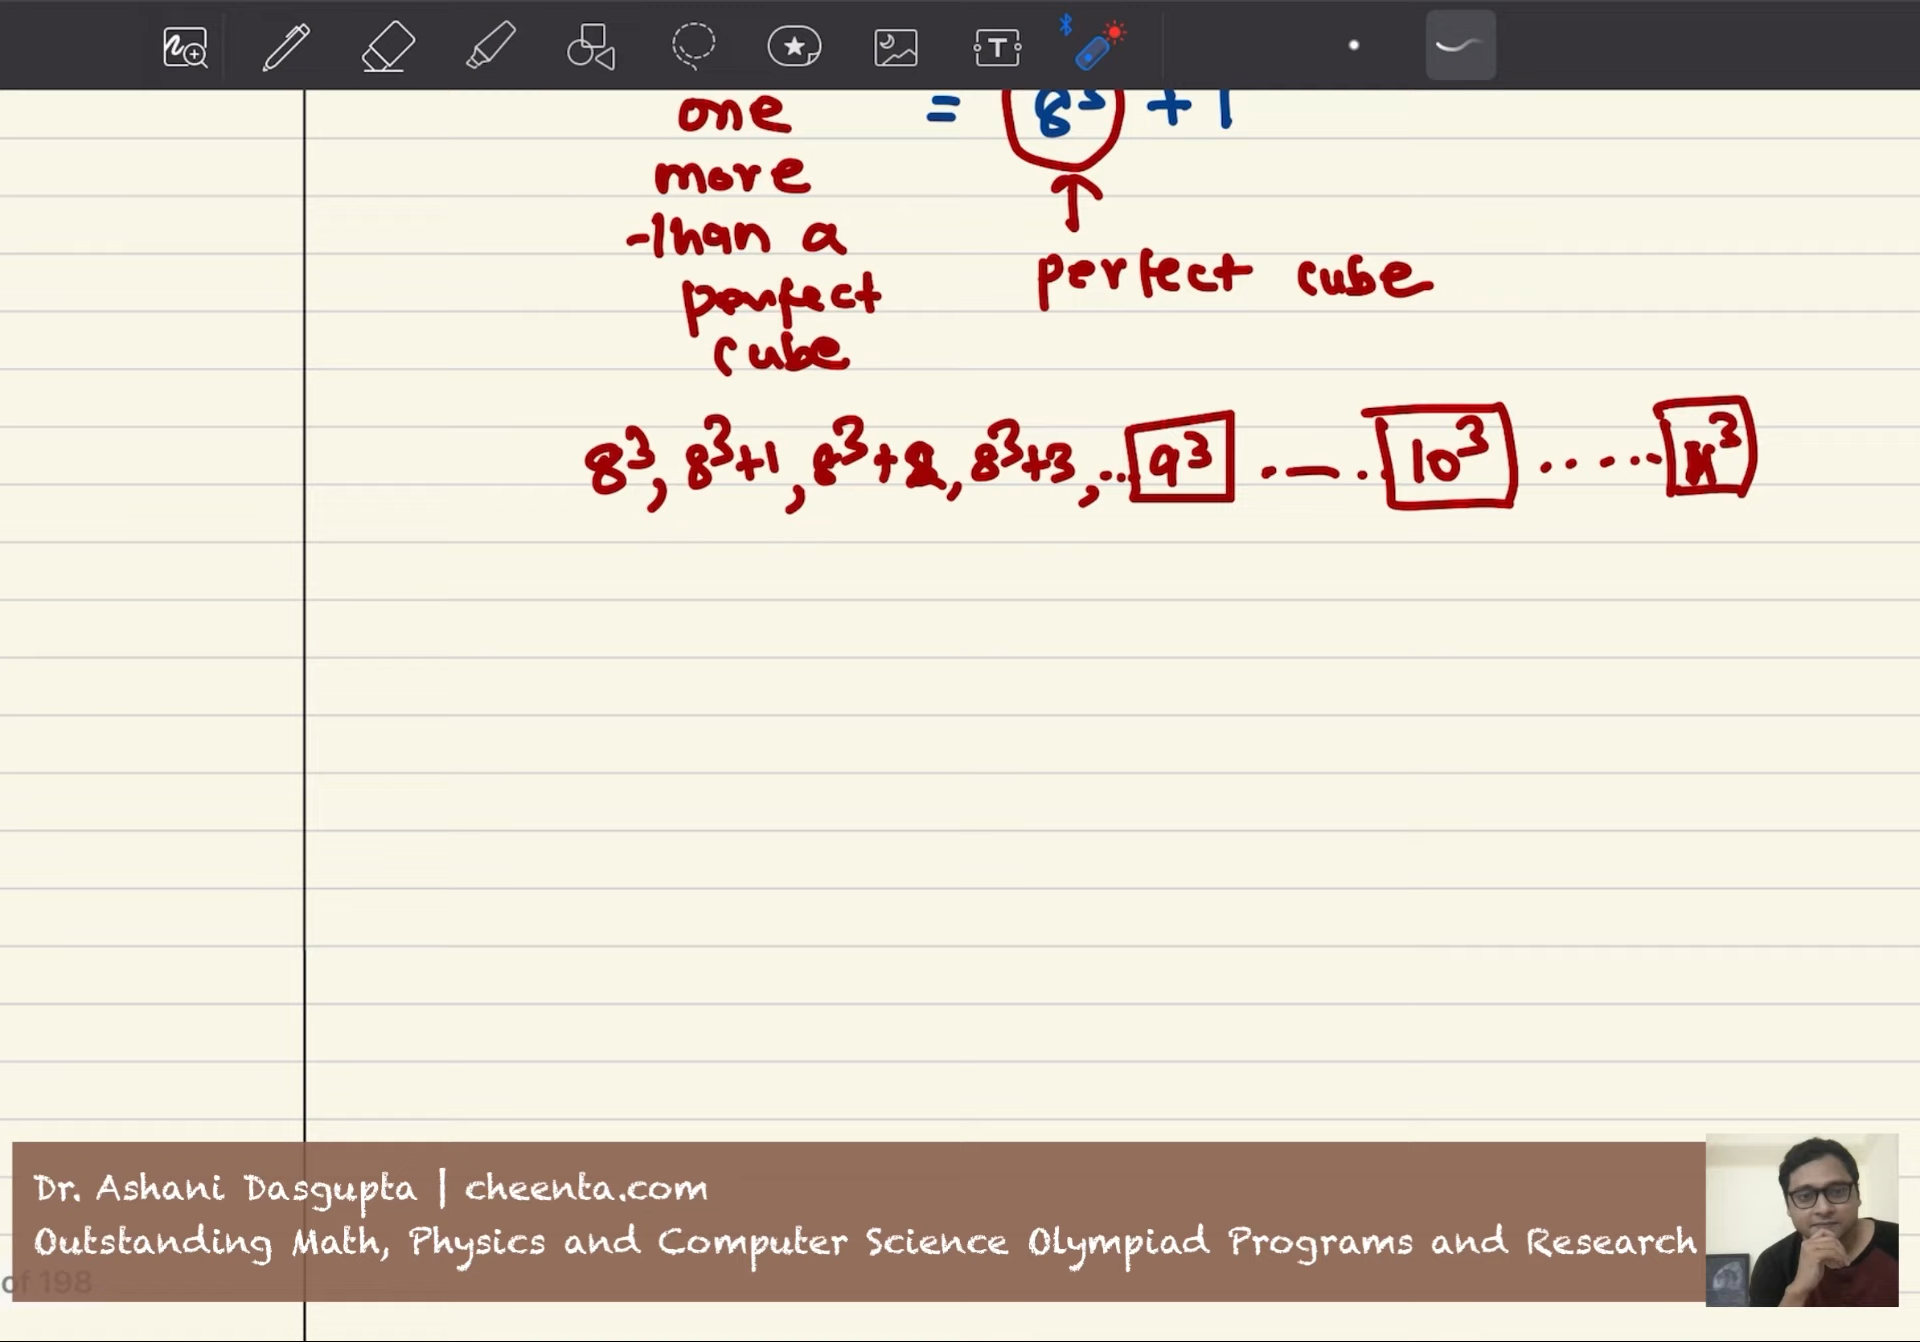 one
more
than a
perfect
cube
= 8³ + 1
perfect cube
8³, 8³+1, 8³+2, 8³+3, ... 9³ ..... 10³ ..... x³
T
Dr. Ashani Dasgupta | cheenta.com
Outstanding Math, Physics and Computer Science Olympiad Programs and Research
of 198